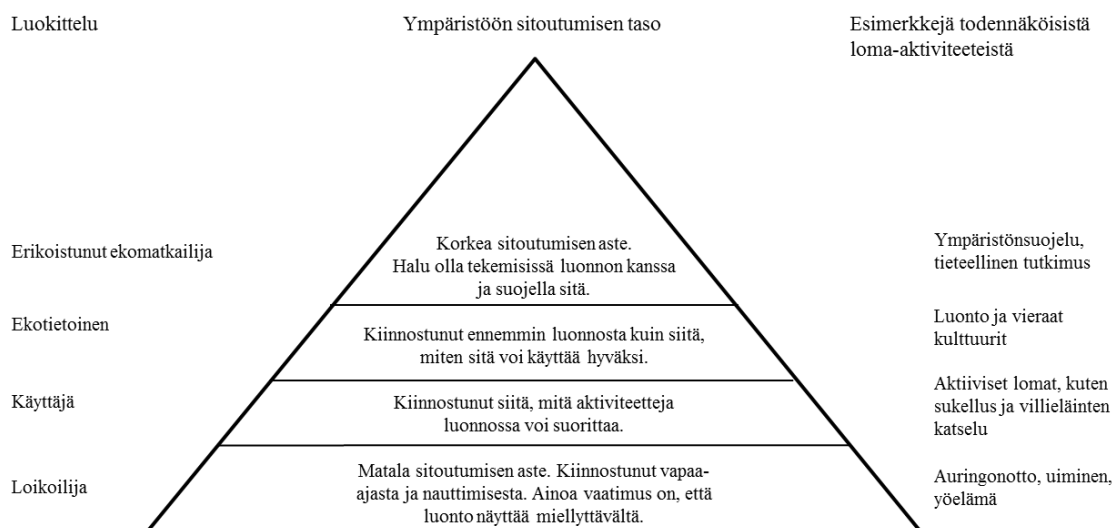 Luokittelu
Ympäristöön sitoutumisen taso
Esimerkkejä todennäköisistä
loma-aktiviteeteistä
Erikoistunut ekomatkailija
Korkea sitoutumisen aste.
Halu olla tekemisissä luonnon kanssa
ja suojella sitä.
Ympäristönsuojelu,
tieteellinen tutkimus
Ekotietoinen
Kiinnostunut ennemmin luonnosta kuin siitä,
miten sitä voi käyttää hyväksi.
Luonto ja vieraat
kulttuurit
Käyttäjä
Kiinnostunut siitä, mitä aktiviteetteja
luonnossa voi suorittaa.
Aktiiviset lomat, kuten
sukellus ja villieläinten
katselu
Loikoilija
Matala sitoutumisen aste. Kiinnostunut vapaa-
ajasta ja nauttimisesta. Ainoa vaatimus on, että
luonto näyttää miellyttävältä.
Auringonotto, uiminen,
yöelämä